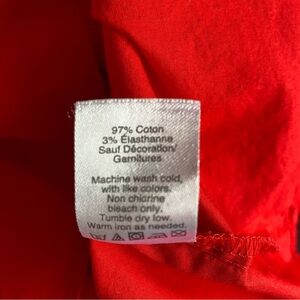 97% Coton
3% Élasthanne
Sauf Décoration/
Garnitures
Machine wash cold,
with like colors.
Non chlorine
bleach only.
Tumble dry low.
Warm iron as needed.